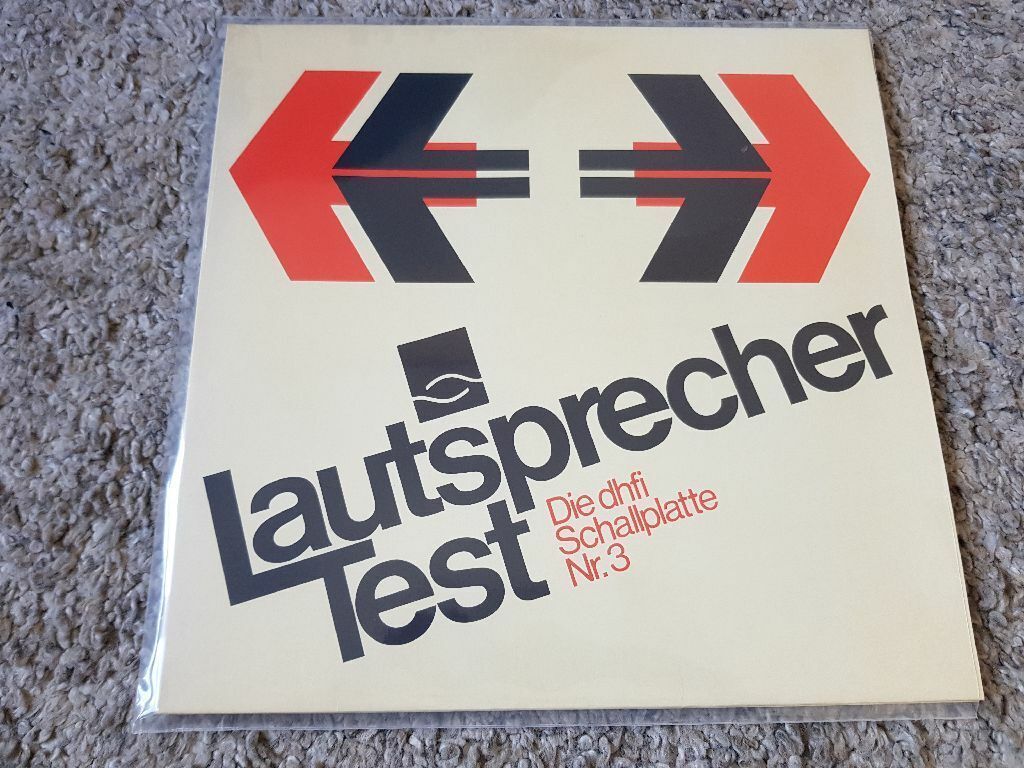 Lautsprecher
Test
Die dhfi
Schallplatte
Nr. 3